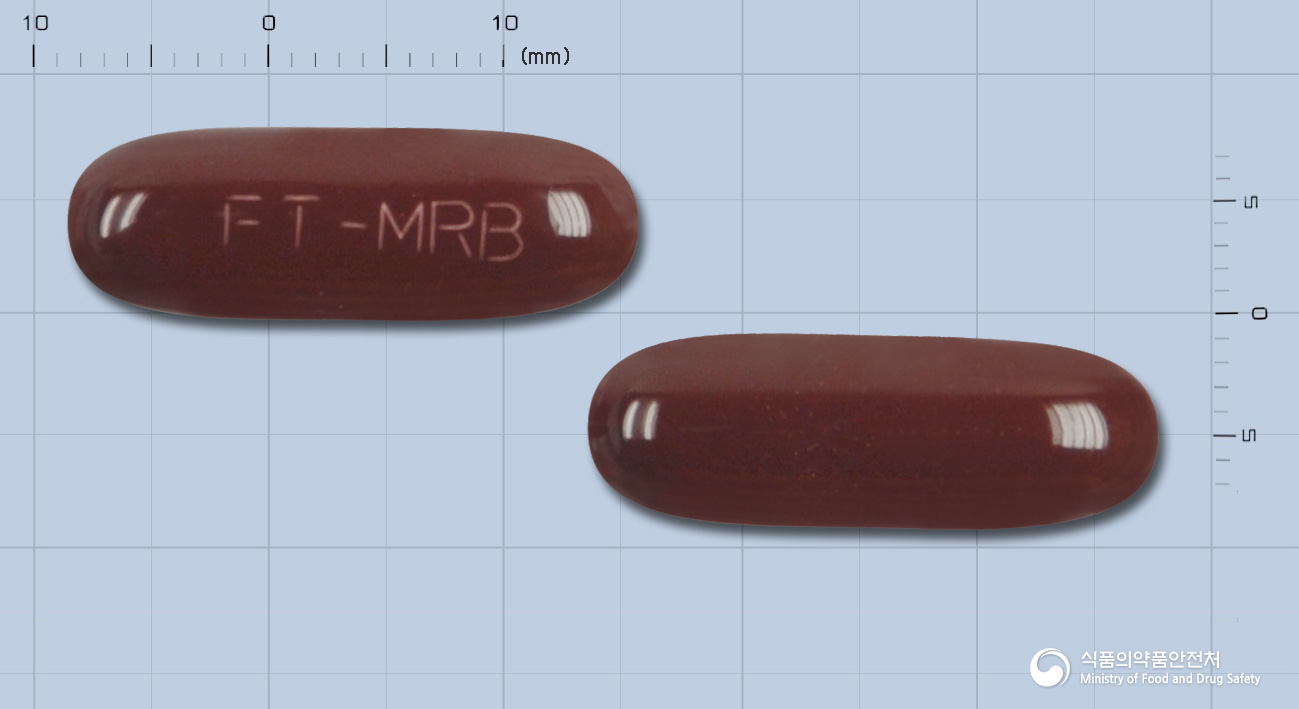 10 0 10 (mm)
FT-MRB
5
0
5
식품의약품안전처
Ministry of Food and Drug Safety